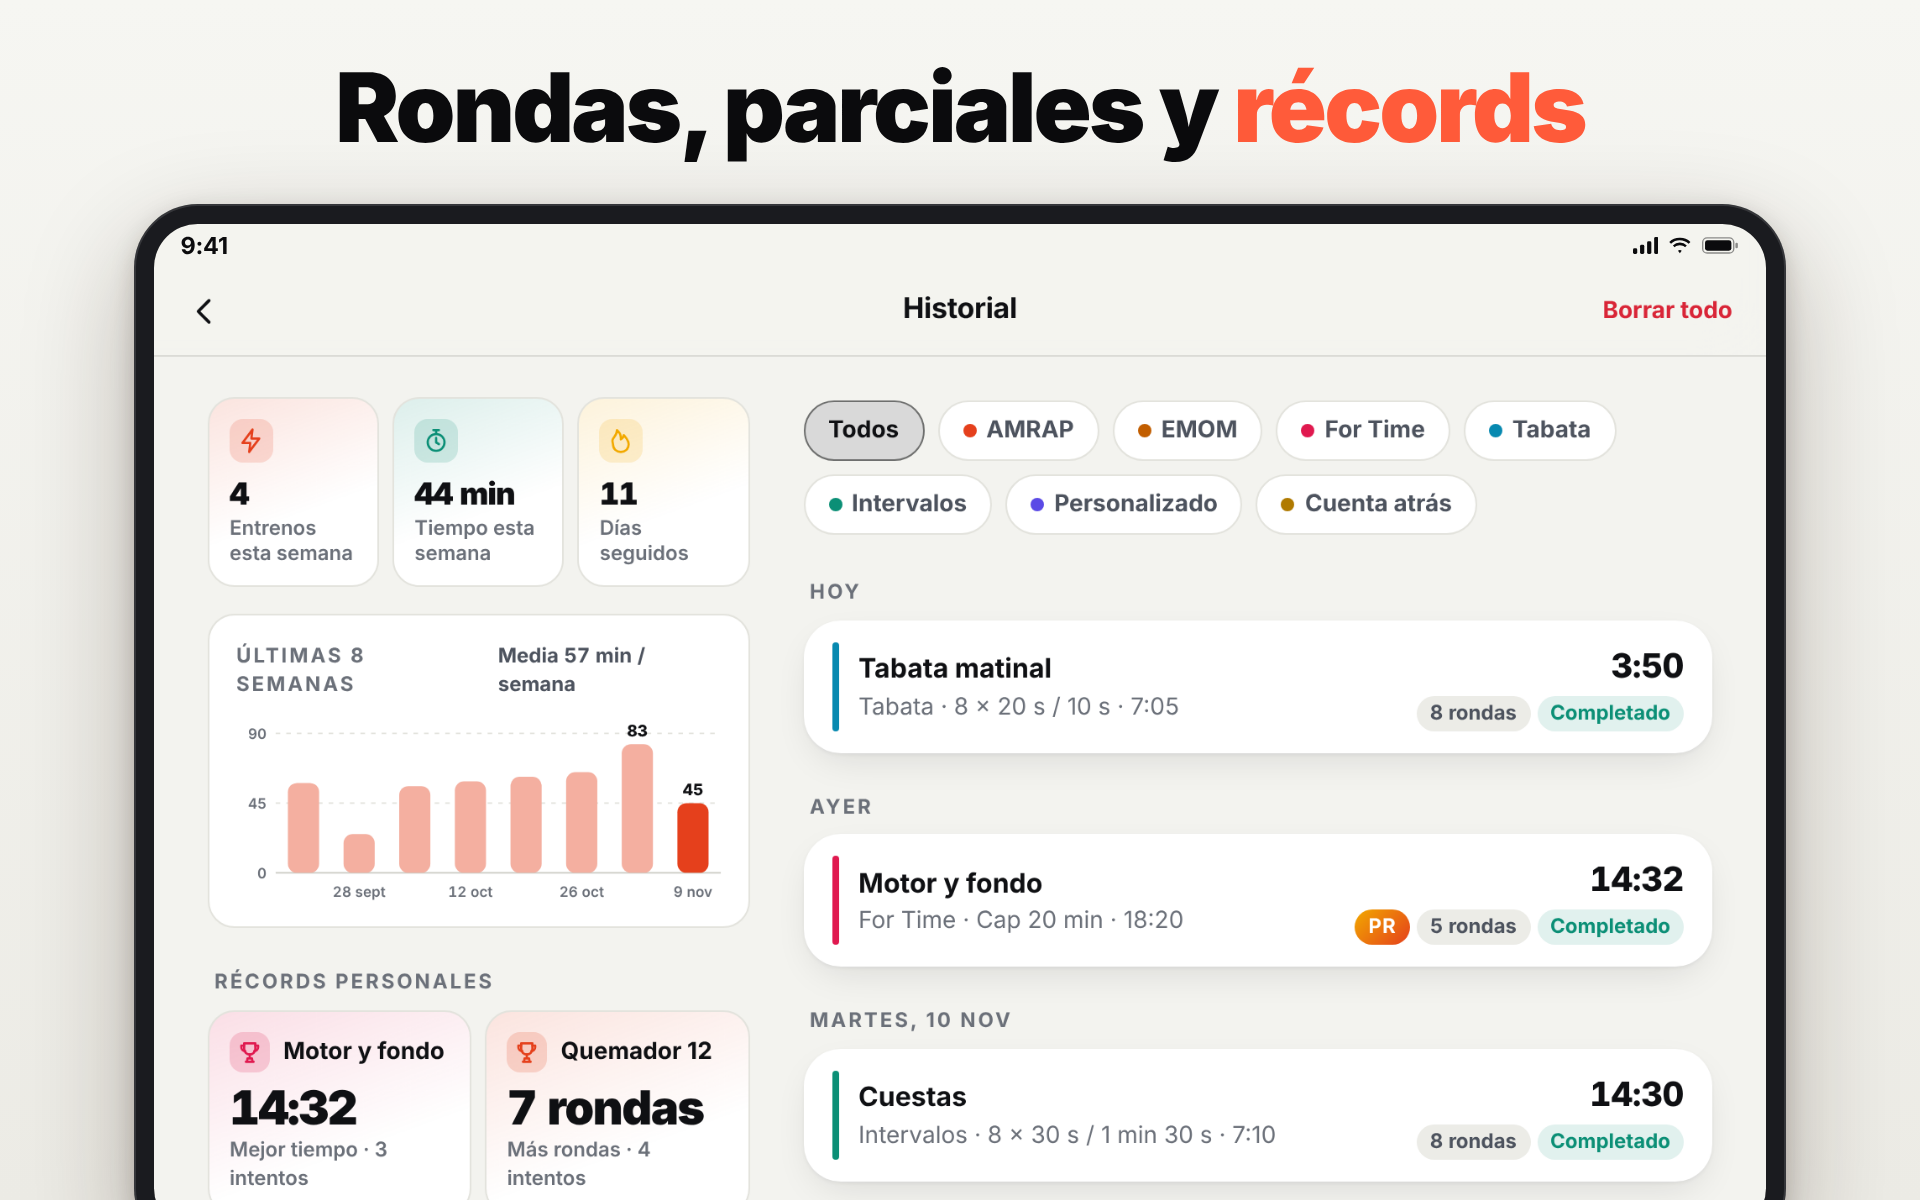 Rondas, parciales y récords
9:41
Historial
Borrar todo
4
Entrenos
esta semana
44 min
Tiempo esta
semana
11
Días
seguidos
ÚLTIMAS 8
SEMANAS
Media 57 min /
semana
90
45
0
83
45
28 sept
12 oct
26 oct
9 nov
RÉCORDS PERSONALES
Motor y fondo
14:32
Mejor tiempo · 3
intentos
Quemador 12
7 rondas
Más rondas · 4
intentos
Todos
AMRAP
EMOM
For Time
Tabata
Intervalos
Personalizado
Cuenta atrás
HOY
Tabata matinal
Tabata · 8 × 20 s / 10 s · 7:05
3:50
8 rondas
Completado
AYER
Motor y fondo
For Time · Cap 20 min · 18:20
14:32
PR
5 rondas
Completado
MARTES, 10 NOV
Cuestas
Intervalos · 8 × 30 s / 1 min 30 s · 7:10
14:30
8 rondas
Completado